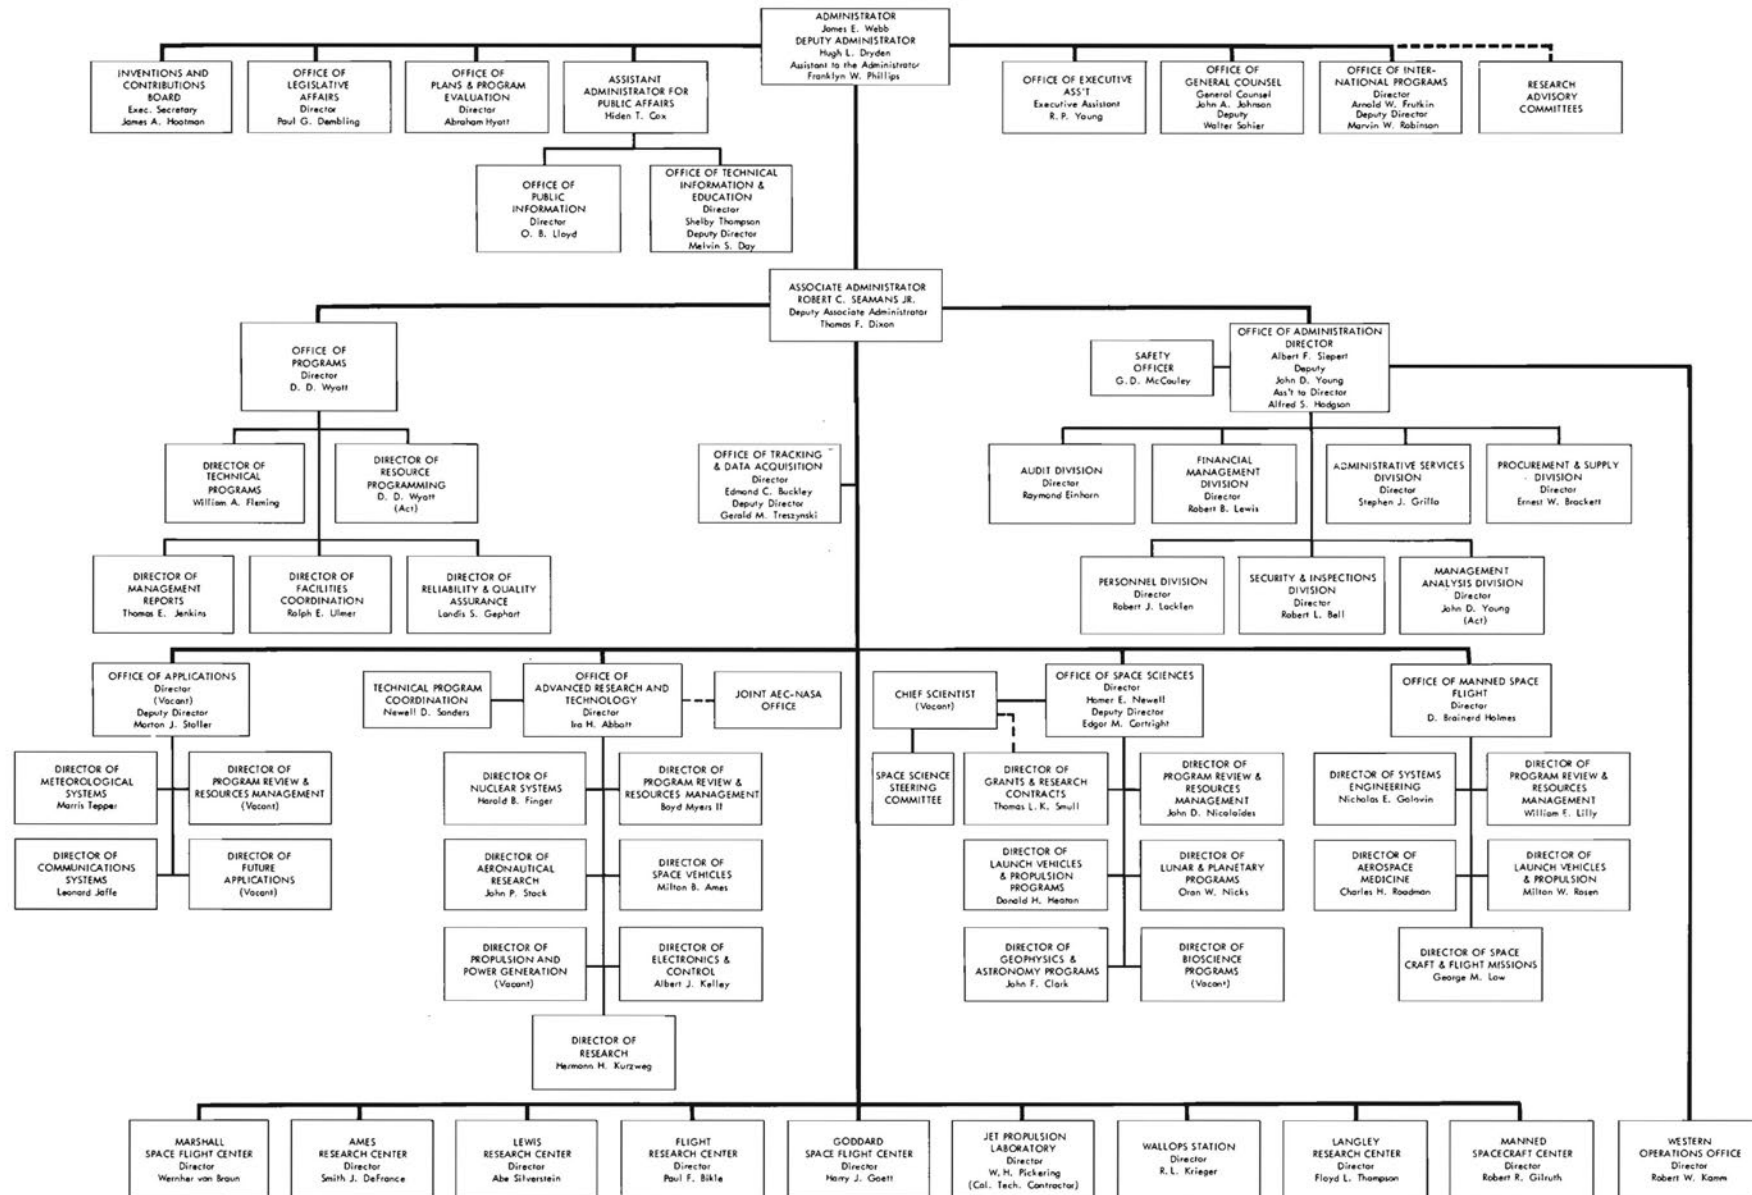 ADMINISTRATOR
James E. Webb
DEPUTY ADMINISTRATOR
Hugh L. Dryden
Assistant to the Administrator
Franklyn W. Phillips
INVENTIONS AND
CONTRIBUTIONS
BOARD
Exec. Secretary
James A. Hootman
OFFICE OF
LEGISLATIVE
AFFAIRS
Director
Paul G. Dembling
OFFICE OF
PLANS & PROGRAM
EVALUATION
Director
Abraham Hyatt
ASSISTANT
ADMINISTRATOR FOR
PUBLIC AFFAIRS
Hiden T. Cox
OFFICE OF EXECUTIVE
ASS'T
Executive Assistant
R. P. Young
OFFICE OF
GENERAL COUNSEL
General Counsel
John A. Johnson
Deputy
Walter Sohier
OFFICE OF INTER-
NATIONAL PROGRAMS
Director
Arnold W. Frutkin
Deputy Director
Marvin W. Robinson
RESEARCH
ADVISORY
COMMITTEES
OFFICE OF
PUBLIC
INFORMATION
Director
O. B. Lloyd
OFFICE OF TECHNICAL
INFORMATION &
EDUCATION
Director
Shelby Thompson
Deputy Director
Melvin S. Day
ASSOCIATE ADMINISTRATOR
ROBERT C. SEAMANS JR.
Deputy Associate Administrator
Thomas F. Dixon
OFFICE OF
PROGRAMS
Director
D. D. Wyatt
SAFETY
OFFICER
G.D. McCauley
OFFICE OF ADMINISTRATION
DIRECTOR
Albert F. Siepert
Deputy
John D. Young
Ass't to Director
Alfred S. Hodgson
DIRECTOR OF
TECHNICAL
PROGRAMS
William A. Fleming
DIRECTOR OF
RESOURCE
PROGRAMMING
D. D. Wyatt
(Act)
OFFICE OF TRACKING
& DATA ACQUISITION
Director
Edmond C. Buckley
Deputy Director
Gerald M. Treszynski
AUDIT DIVISION
Director
Raymond Einhorn
FINANCIAL
MANAGEMENT
DIVISION
Director
Robert B. Lewis
ADMINISTRATIVE SERVICES
DIVISION
Director
Stephen J. Grillo
PROCUREMENT & SUPPLY
DIVISION
Director
Ernest W. Brackett
DIRECTOR OF
MANAGEMENT
REPORTS
Thomas E. Jenkins
DIRECTOR OF
FACILITIES
COORDINATION
Ralph E. Ulmer
DIRECTOR OF
RELIABILITY & QUALITY
ASSURANCE
Landis S. Gephart
PERSONNEL DIVISION
Director
Robert J. Lacklen
SECURITY & INSPECTIONS
DIVISION
Director
Robert L. Bell
MANAGEMENT
ANALYSIS DIVISION
Director
John D. Young
(Act)
OFFICE OF APPLICATIONS
Director
(Vacant)
Deputy Director
Morton J. Stoller
TECHNICAL PROGRAM
COORDINATION
Newell D. Sanders
OFFICE OF
ADVANCED RESEARCH AND
TECHNOLOGY
Director
Ira H. Abbott
JOINT AEC-NASA
OFFICE
CHIEF SCIENTIST
(Vacant)
OFFICE OF SPACE SCIENCES
Director
Homer E. Newell
Deputy Director
Edgar M. Cortright
OFFICE OF MANNED SPACE
FLIGHT
Director
D. Brainerd Holmes
DIRECTOR OF
METEOROLOGICAL
SYSTEMS
Morris Tepper
DIRECTOR OF
PROGRAM REVIEW &
RESOURCES MANAGEMENT
(Vacant)
DIRECTOR OF
NUCLEAR SYSTEMS
Harold B. Finger
DIRECTOR OF
PROGRAM REVIEW &
RESOURCES MANAGEMENT
Boyd Myers II
SPACE SCIENCE
STEERING
COMMITTEE
DIRECTOR OF
GRANTS & RESEARCH
CONTRACTS
Thomas L. K. Smull
DIRECTOR OF
PROGRAM REVIEW &
RESOURCES
MANAGEMENT
John D. Nicolaides
DIRECTOR OF SYSTEMS
ENGINEERING
Nicholas E. Golovin
DIRECTOR OF
PROGRAM REVIEW &
RESOURCES
MANAGEMENT
William E. Lilly
DIRECTOR OF
COMMUNICATIONS
SYSTEMS
Leonard Jaffe
DIRECTOR OF
FUTURE
APPLICATIONS
(Vacant)
DIRECTOR OF
AERONAUTICAL
RESEARCH
John P. Stack
DIRECTOR OF
SPACE VEHICLES
Milton B. Ames
DIRECTOR OF
LAUNCH VEHICLES
& PROPULSION
PROGRAMS
Donald H. Heaton
DIRECTOR OF
LUNAR & PLANETARY
PROGRAMS
Oran W. Nicks
DIRECTOR OF
AEROSPACE
MEDICINE
Charles H. Roadman
DIRECTOR OF
LAUNCH VEHICLES
& PROPULSION
Milton W. Rosen
DIRECTOR OF
PROPULSION AND
POWER GENERATION
(Vacant)
DIRECTOR OF
ELECTRONICS &
CONTROL
Albert J. Kelley
DIRECTOR OF
GEOPHYSICS &
ASTRONOMY PROGRAMS
John F. Clark
DIRECTOR OF
BIOSCIENCE
PROGRAMS
(Vacant)
DIRECTOR OF SPACE
CRAFT & FLIGHT MISSIONS
George M. Low
DIRECTOR OF
RESEARCH
Hermann H. Kurzweg
MARSHALL
SPACE FLIGHT CENTER
Director
Wernher von Braun
AMES
RESEARCH CENTER
Director
Smith J. DeFrance
LEWIS
RESEARCH CENTER
Director
Abe Silverstein
FLIGHT
RESEARCH CENTER
Director
Paul F. Bikle
GODDARD
SPACE FLIGHT CENTER
Director
Harry J. Goett
JET PROPULSION
LABORATORY
Director
W. H. Pickering
(Cal. Tech. Contractor)
WALLOPS STATION
Director
R. L. Krieger
LANGLEY
RESEARCH CENTER
Director
Floyd L. Thompson
MANNED
SPACECRAFT CENTER
Director
Robert R. Gilruth
WESTERN
OPERATIONS OFFICE
Director
Robert W. Kamm